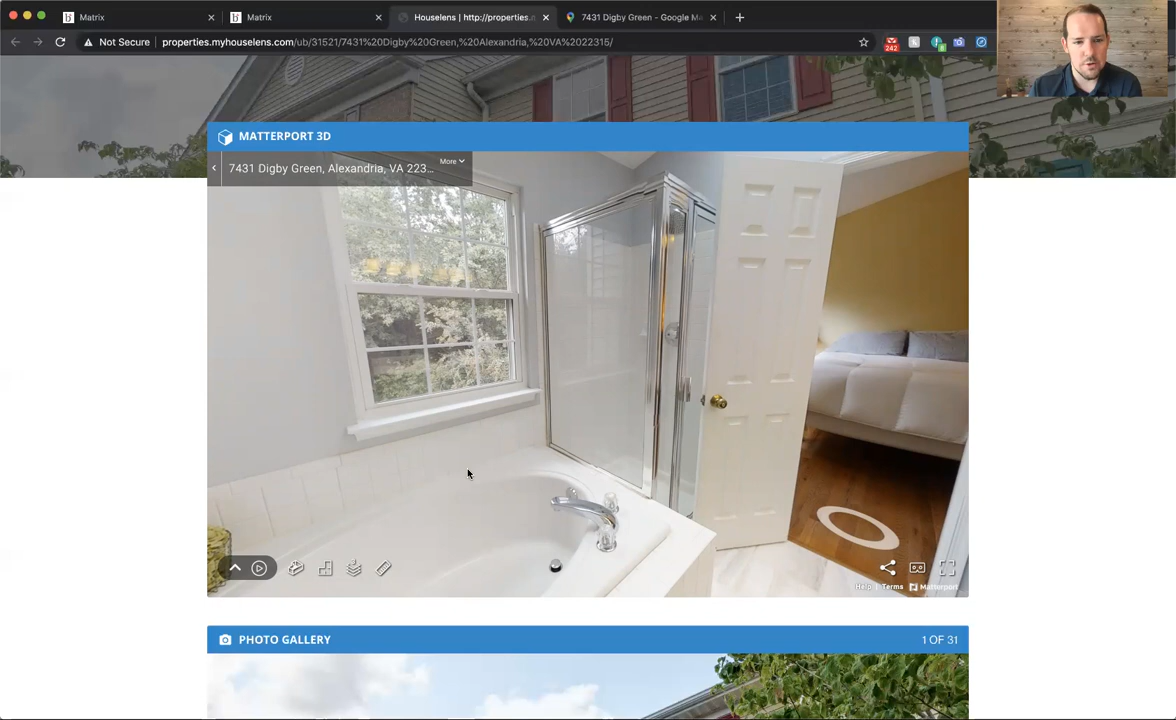 Matrix
Matrix
Houselens | http://properties.
7431 Digby Green - Google M
Not Secure
properties.myhouselens.com/ub/31521/7431%20Digby%20Green,%20Alexandria,%20VA%2022315/
242
8
MATTERPORT 3D
7431 Digby Green, Alexandria, VA 223...
More
Help | Terms
Matterport
PHOTO GALLERY
1 OF 31